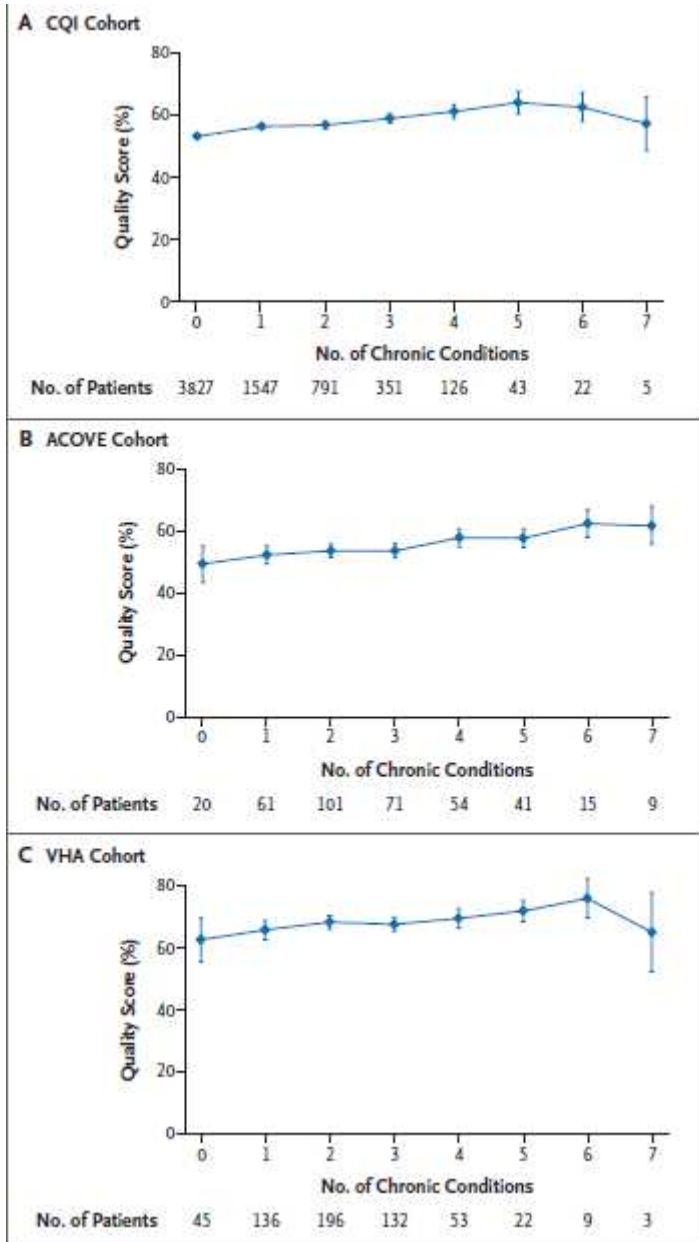 A CQI Cohort
80
60
40
20
0
Quality Score (%)
0 1 2 3 4 5 6 7
No. of Chronic Conditions
No. of Patients 3827 1547 791 351 126 43 22 5
B ACOVE Cohort
80
60
40
20
0
Quality Score (%)
0 1 2 3 4 5 6 7
No. of Chronic Conditions
No. of Patients 20 61 101 71 54 41 15 9
C VHA Cohort
80
60
40
20
0
Quality Score (%)
0 1 2 3 4 5 6 7
No. of Chronic Conditions
No. of Patients 45 136 196 132 53 22 9 3